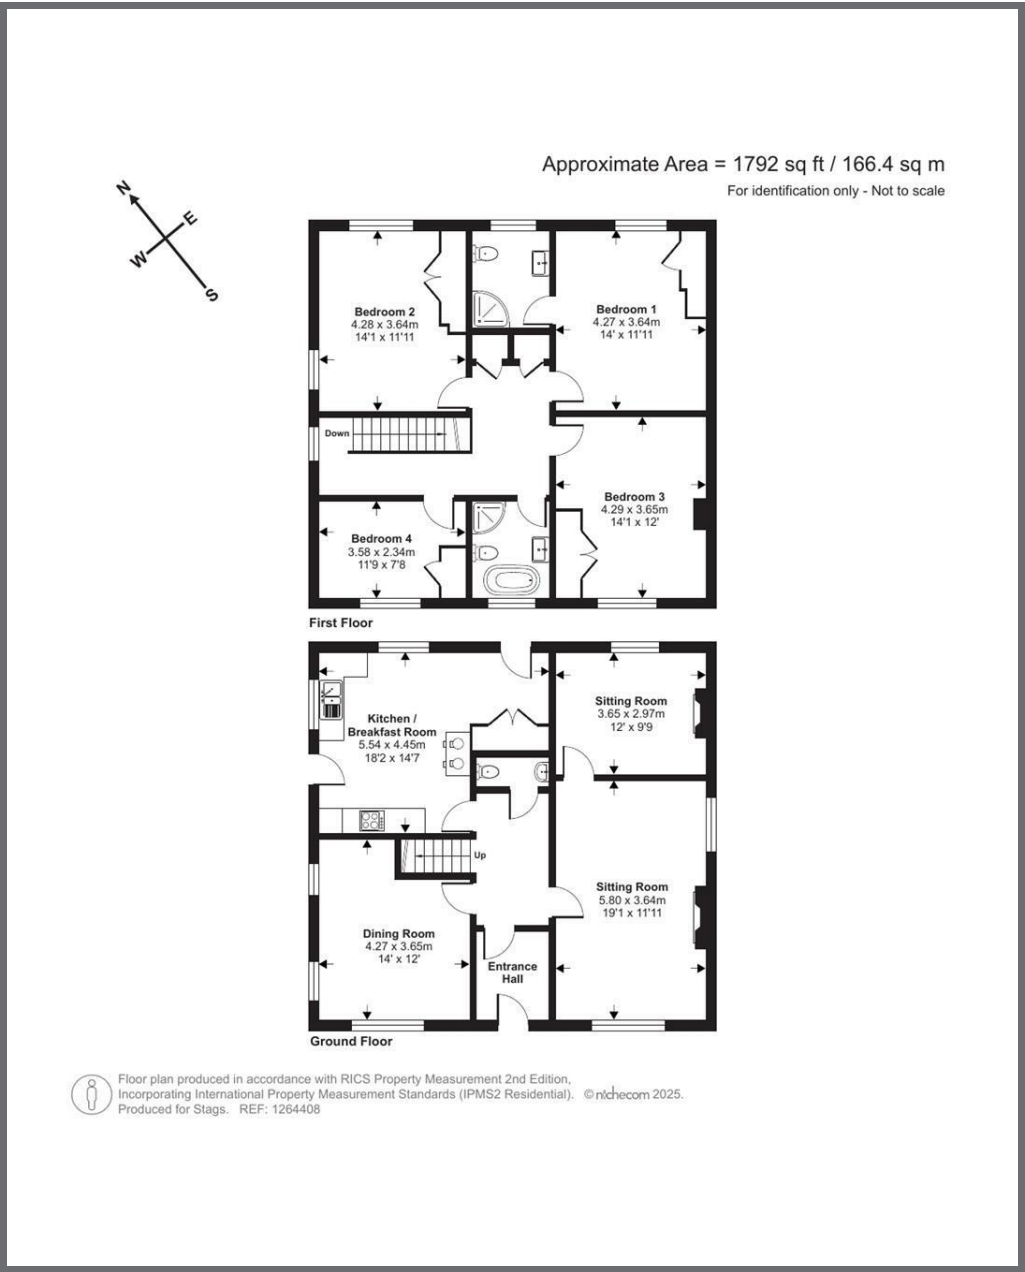 Approximate Area = 1792 sq ft / 166.4 sq m
For identification only - Not to scale
N
E
W
S
Bedroom 2
4.28 x 3.64m
14'1 x 11'11
Bedroom 1
4.27 x 3.64m
14' x 11'11
Down
Bedroom 3
4.29 x 3.65m
14'1 x 12'
Bedroom 4
3.58 x 2.34m
11'9 x 7'8
First Floor
Kitchen /
Breakfast Room
5.54 x 4.45m
18'2 x 14'7
Sitting Room
3.65 x 2.97m
12' x 9'9
Up
Sitting Room
5.80 x 3.64m
19'1 x 11'11
Dining Room
4.27 x 3.65m
14' x 12'
Entrance
Hall
Ground Floor
Floor plan produced in accordance with RICS Property Measurement 2nd Edition,
Incorporating International Property Measurement Standards (IPMS2 Residential). © nichecom 2025.
Produced for Stags. REF: 1264408